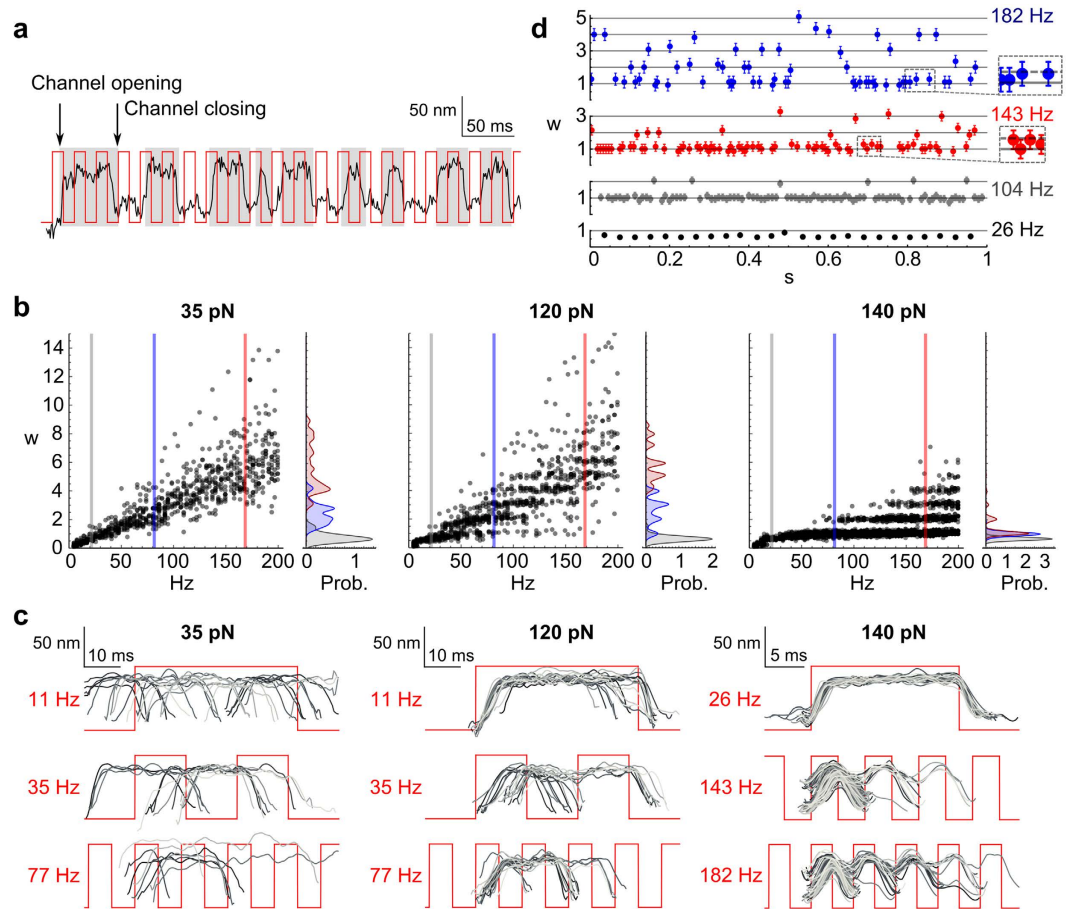 a
Channel opening
Channel closing
50 nm
50 ms
d
5
3
1
182 Hz
w
3
1
143 Hz
1
104 Hz
1
26 Hz
0 0.2 0.4 0.6 0.8 1
s
b
35 pN
120 pN
140 pN
14
12
10
w
8
6
4
2
0
0 50 100 150 200 0 1
0 50 100 150 200 0 1 2
0 50 100 150 200 0 1 2 3
Hz Prob.
Hz Prob.
Hz Prob.
c
35 pN
120 pN
140 pN
50 nm
10 ms
50 nm
10 ms
50 nm
5 ms
11 Hz
11 Hz
26 Hz
35 Hz
35 Hz
143 Hz
77 Hz
77 Hz
182 Hz